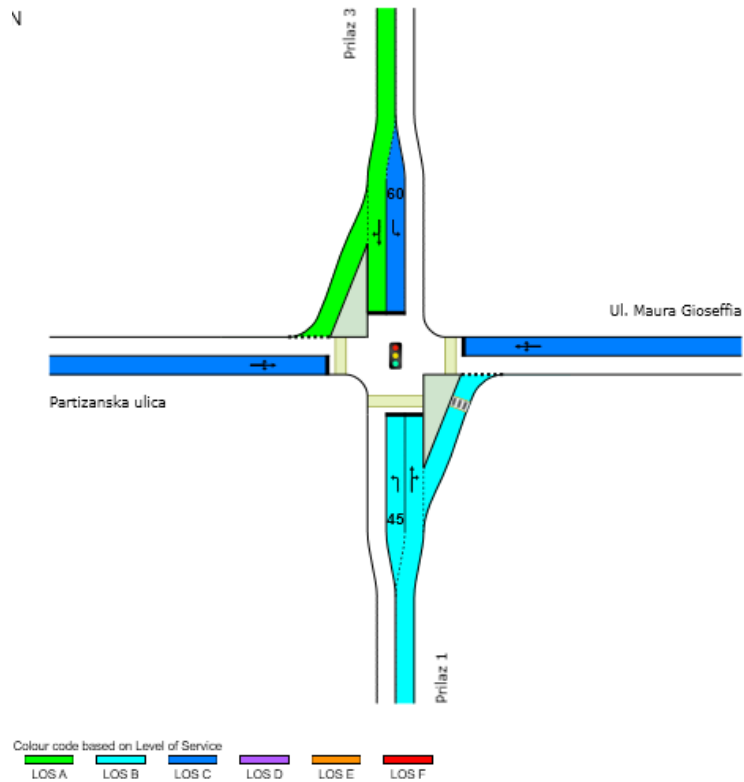 N
Prilaz 3
60
Ul. Maura Gioseffia
Partizanska ulica
45
Prilaz 1
Colour code based on Level of Service
LOS A
LOS B
LOS C
LOS D
LOS E
LOS F